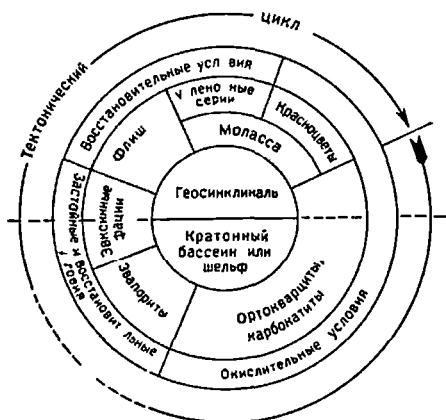 Тектонический цикл
Восстановительные усл вия
У лено ные
серии
Красноцветы
Флиш
Моласса
Геосинклиналь
Эвксинные
фации
Застойные и восстановит льные
Кратонный
бассейн или
шельф
Эвапориты
Ортокварциты,
карбонатиты
Окислительные условия